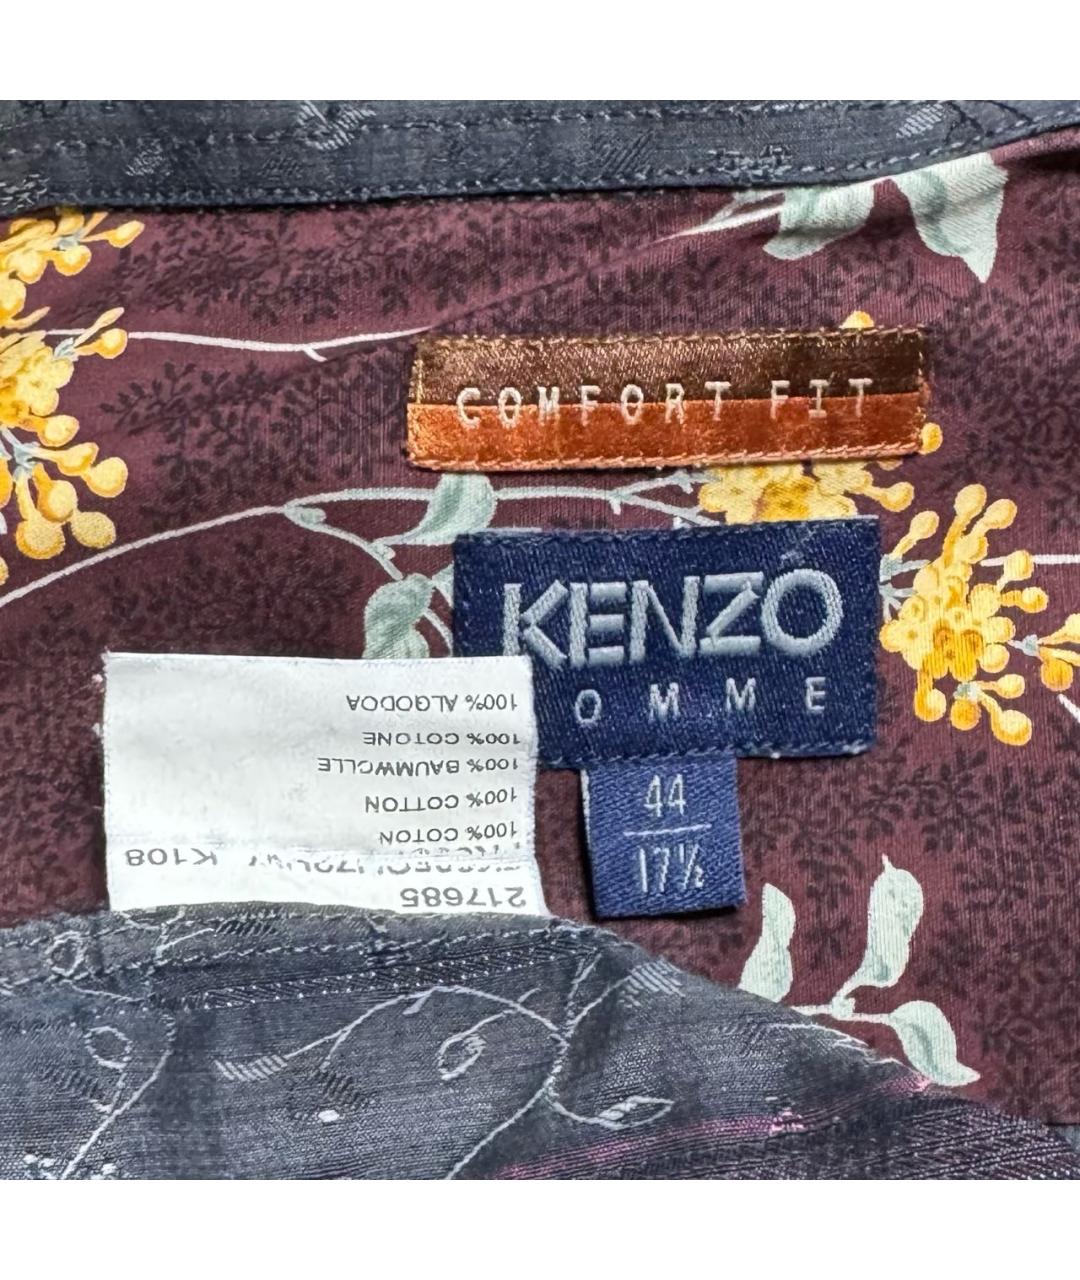 COMFORT FIT
KENZO
OMME
44
17½
100% ALGODOA
100% COTONE
100% BAUMWOLLE
100% COTTON
100% COTON
K108
217685